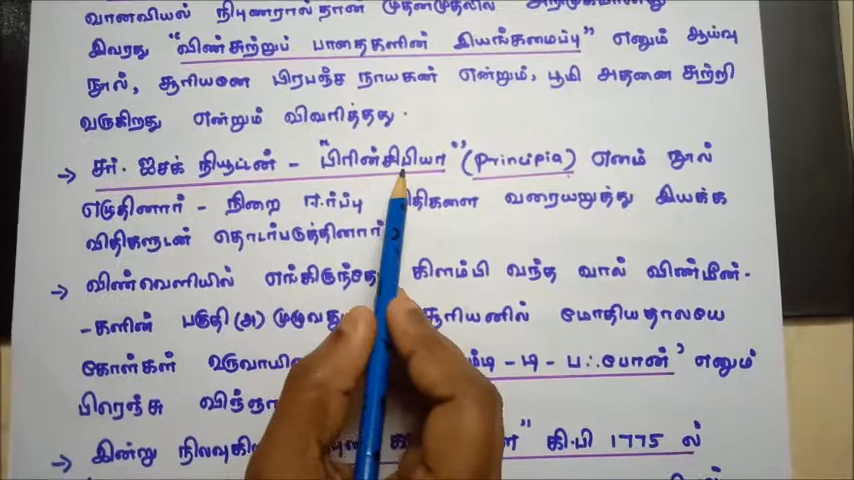 வானவியல் நிபுணரால்தான் முதன்முதலில்
இவரது "விண்சுற்றுப் பாதைகளின் இயங்கமைப்பு" எனும் ஆய்வு
நூல், சூரியனே பிரபஞ்ச நாயகன் என்றும், பூமி அதனை சுற்றி
வருகிறது என்றும் விவரித்தது.
→ சர். ஐசக் நியூட்டன் - "பிரின்சிபியா" (Principia) எனம் நூல்
எழுதினார் - நிறை ஈர்ப்பு திகளை வரையறுத்து இயக்க
விதிகளுடன் தொடர்படுத்தினார்
→ விண்வெளியில் எங்கிருந்தோ கிளம்பி வந்த வால் விண்மீன்-
-களின் பகுதி (அ) சூரியனில் மோதியதாலயே
கோள்கள் எனும்
பிரெஞ்சு
→ இன்று கி.பி 1775 ல்